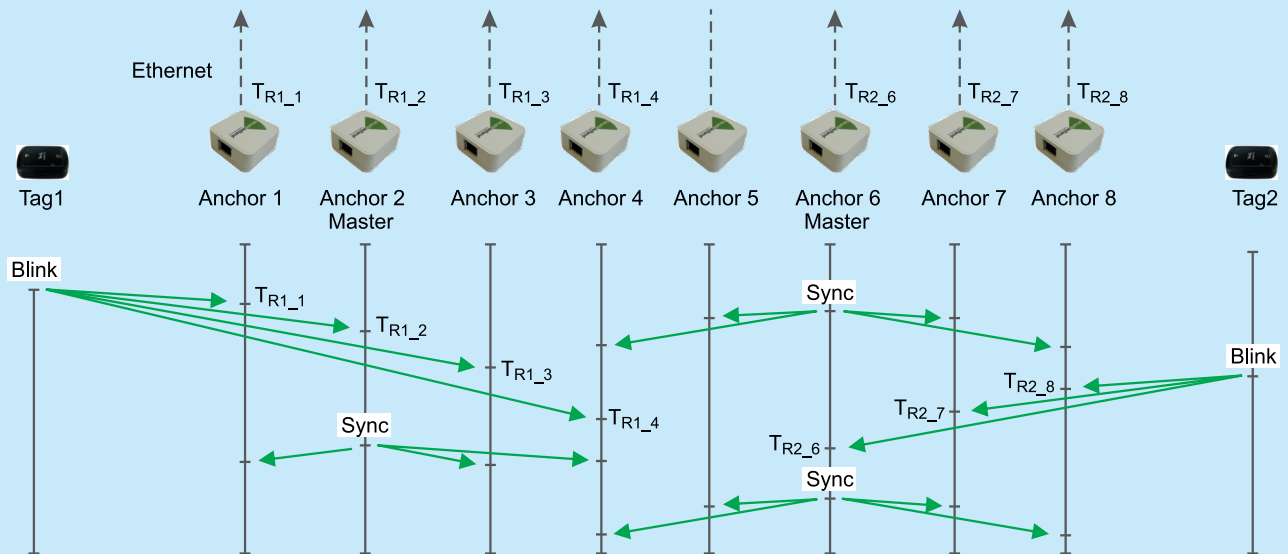 Ethernet
TR1_1
TR1_2
TR1_3
TR1_4
TR2_6
TR2_7
TR2_8
Tag1
Anchor 1
Anchor 2
Master
Anchor 3
Anchor 4
Anchor 5
Anchor 6
Master
Anchor 7
Anchor 8
Tag2
Blink
TR1_1
Sync
TR1_2
Blink
TR1_3
TR2_8
TR2_7
TR1_4
Sync
TR2_6
Sync